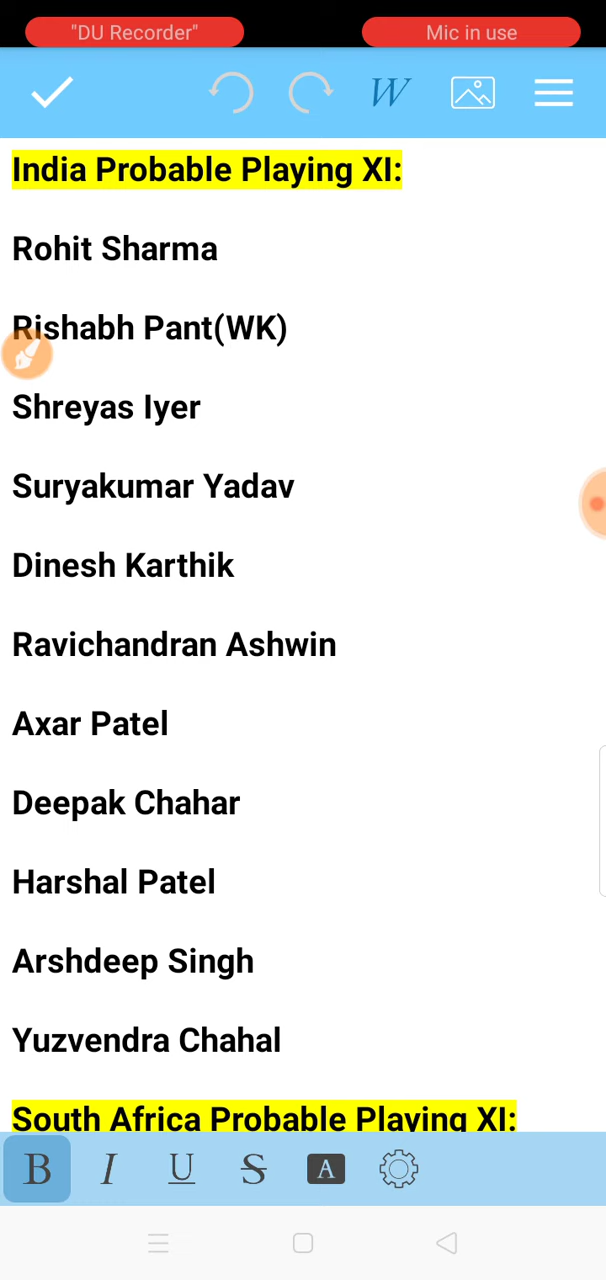 "DU Recorder" Mic in use
W
India Probable Playing XI:
Rohit Sharma
Rishabh Pant(WK)
Shreyas Iyer
Suryakumar Yadav
Dinesh Karthik
Ravichandran Ashwin
Axar Patel
Deepak Chahar
Harshal Patel
Arshdeep Singh
Yuzvendra Chahal
South Africa Probable Playing XI:
B I U S A